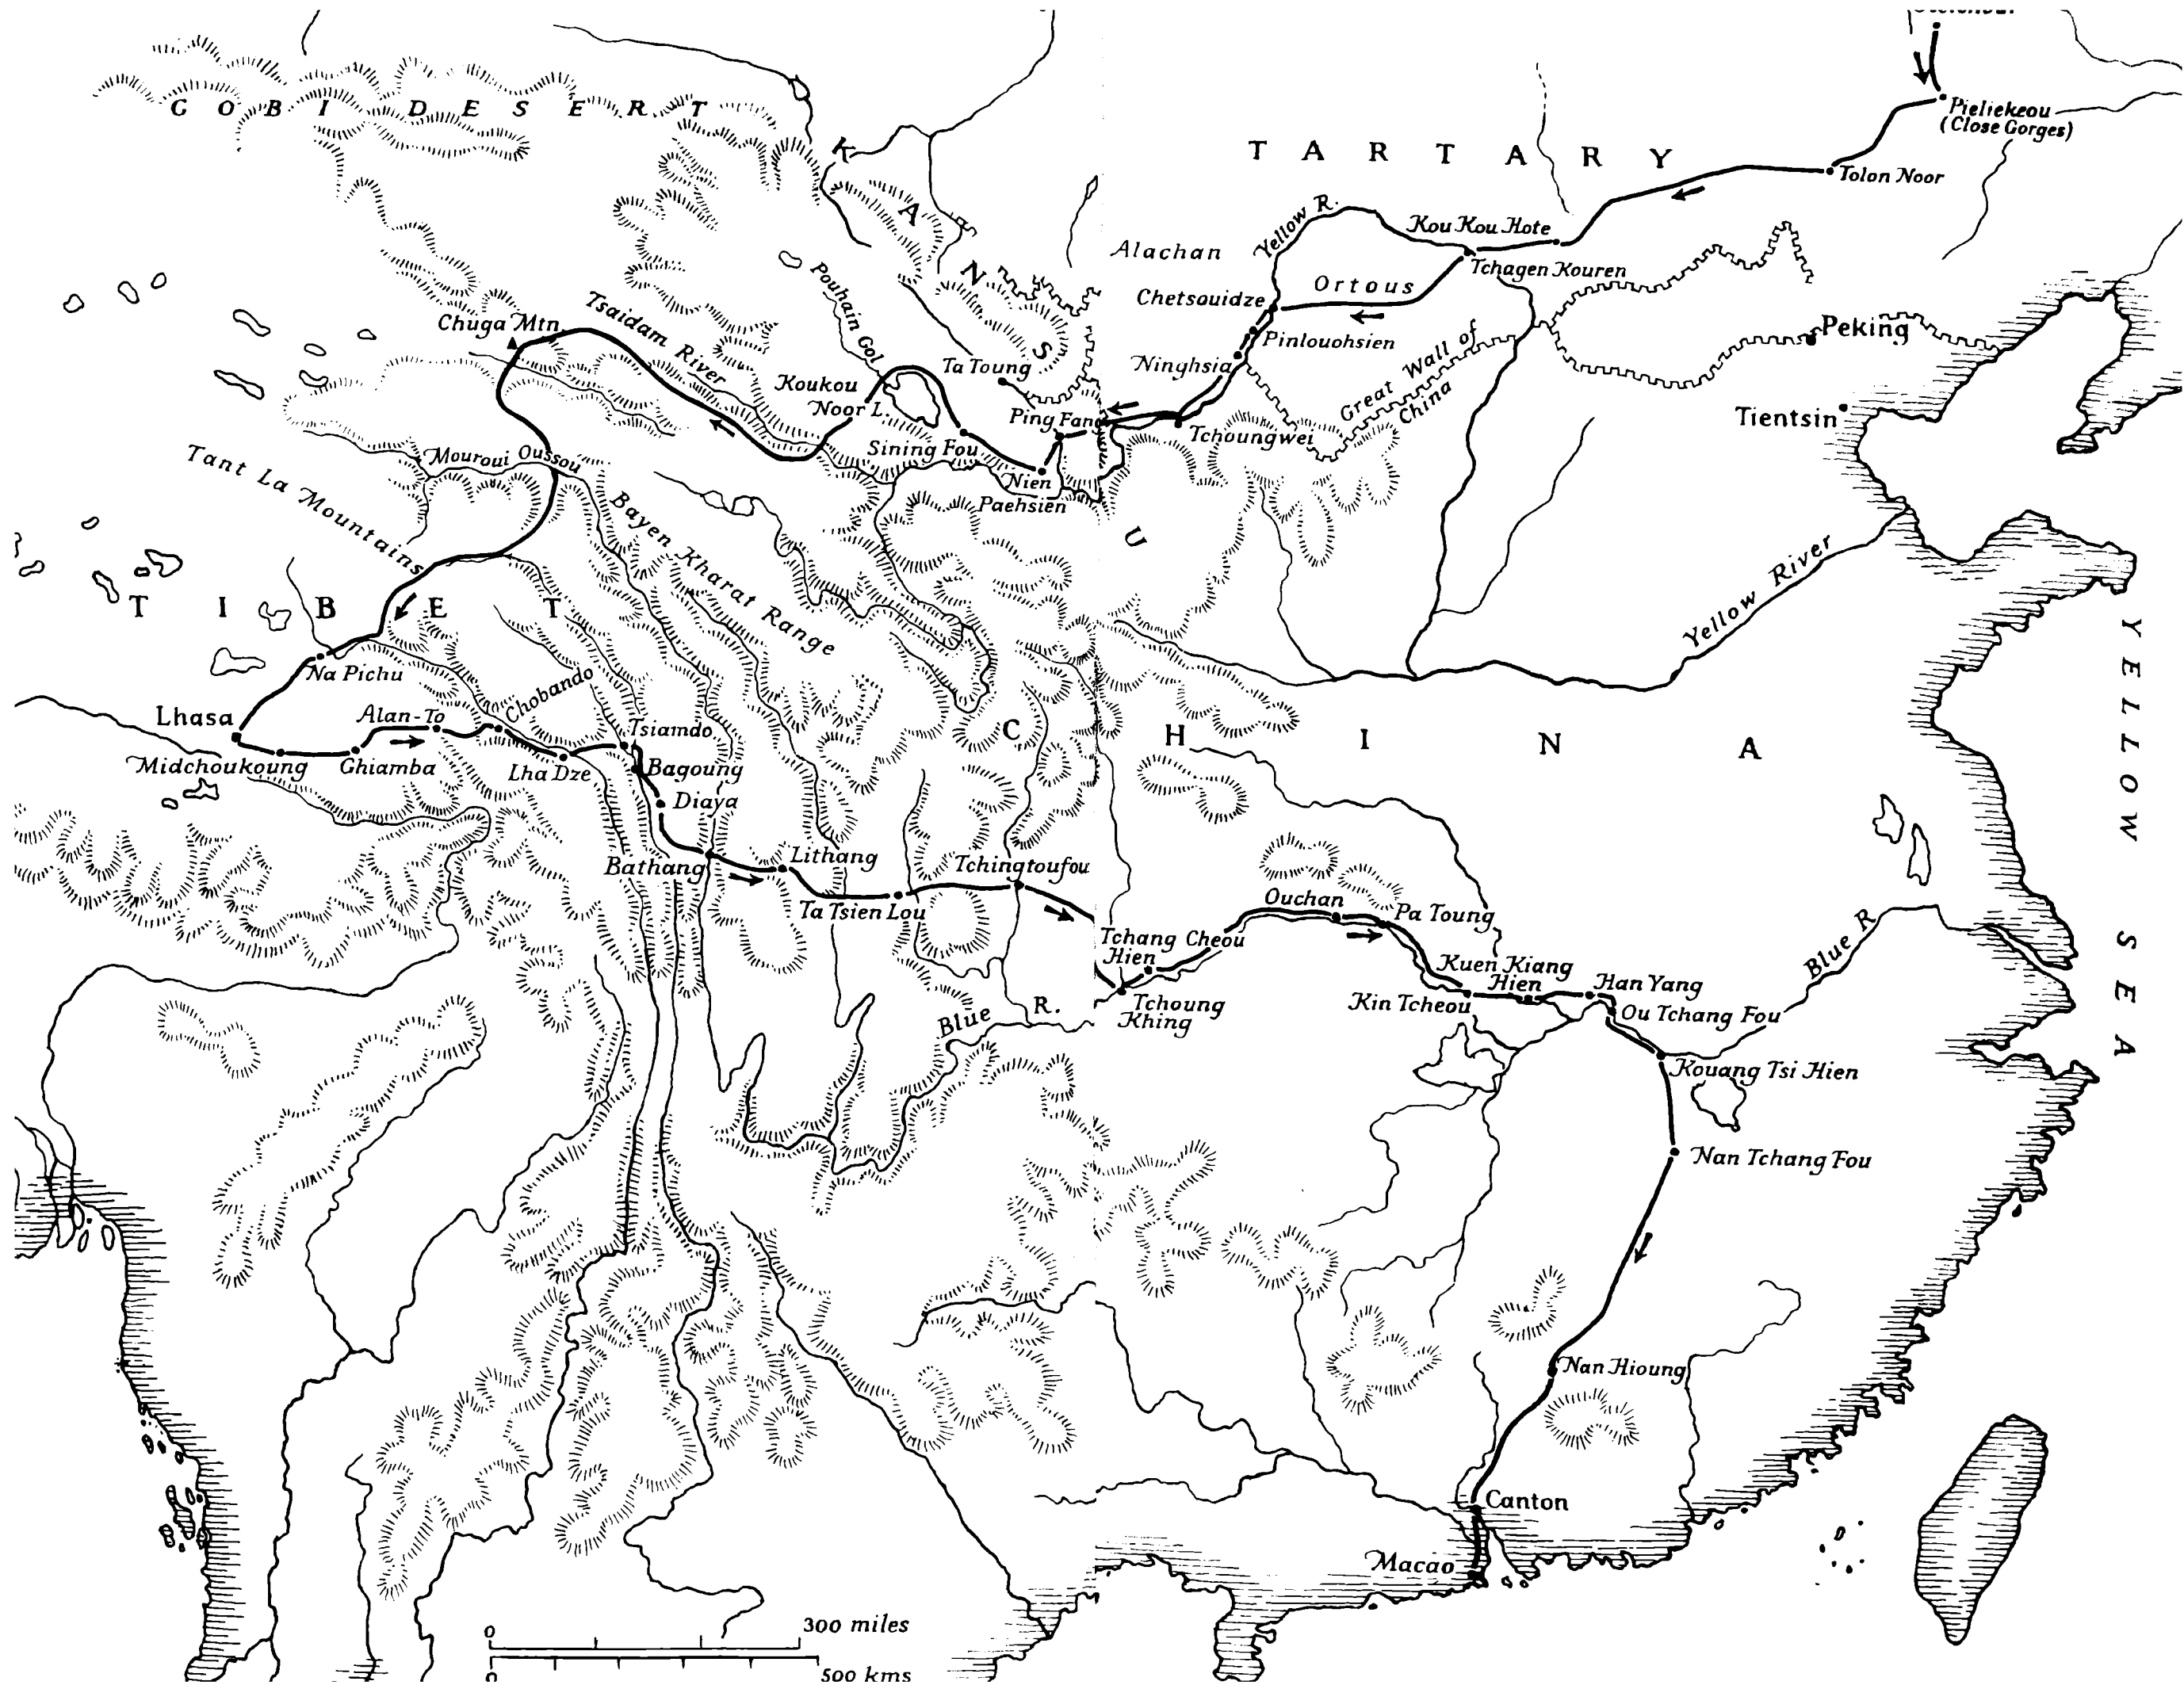 GOBI DESERT
TARTARY
Pieliekeou
(Close Gorges)
Tolon Noor
KANSU
Yellow R.
Kou Kou Hote
Alachan
Tchagen Kouren
Ortous
Chetsouidze
Pouhain Gol
Tsaidam River
Chuga Mtn.
Pinlouohsien
Peking
Ninghsia
Great Wall of
China
Ta Toung
Koukou
Noor L.
Ping Fang
Tientsin
Tchoungwei
Sining Fou
Mouroui Oussou
Nien
Paehsien
Tant La Mountains
Bayen Kharat Range
Yellow River
TIBET
YELLOW SEA
Na Pichu
Chobando
Lhasa
Alan-To
Tsiamdo
CHINA
Midchoukoung
Ghiamba
Lha Dze
Bagoung
Diaya
Bathang
Lithang
Tchingtoufou
Ta Tsien Lou
Ouchan
Pa Toung
Blue R
Tchang Cheou
Hien
Kuen Kiang
Hien
Han Yang
Kin Tcheou
Tchoung
Khing
Blue R.
Ou Tchang Fou
Kouang Tsi Hien
Nan Tchang Fou
Nan Hioung
Canton
Macao
0 300 miles
0 500 kms